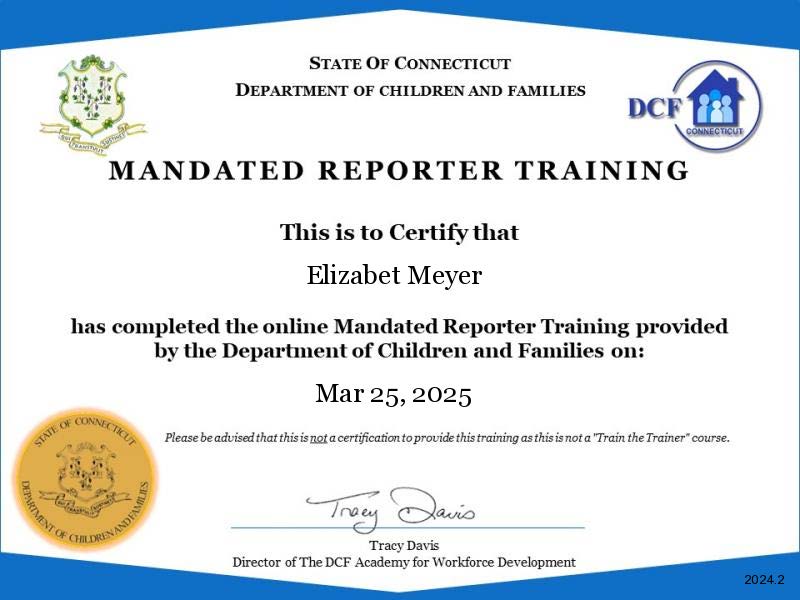 STATE OF CONNECTICUT
DEPARTMENT OF CHILDREN AND FAMILIES
DCF
CONNECTICUT
QUI TRANSTULIT SUSTINET
MANDATED REPORTER TRAINING
This is to Certify that
Elizabet Meyer
has completed the online Mandated Reporter Training provided
by the Department of Children and Families on:
Mar 25, 2025
Please be advised that this is not a certification to provide this training as this is not a "Train the Trainer" course.
STATE OF CONNECTICUT
QUI TRANSTULIT SUSTINET
DEPARTMENT OF CHILDREN AND FAMILIES
Tracy Davis
Tracy Davis
Director of The DCF Academy for Workforce Development
2024.2